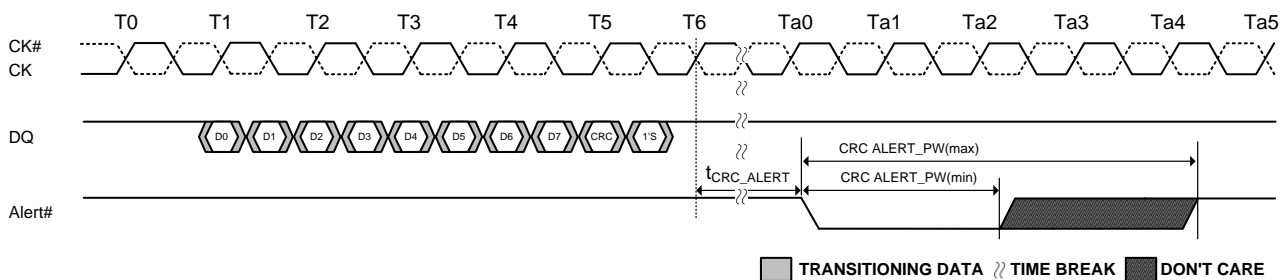 T0 T1 T2 T3 T4 T5 T6 Ta0 Ta1 Ta2 Ta3 Ta4 Ta5
CK#
CK
DQ D0 D1 D2 D3 D4 D5 D6 D7 CRC 1'S
CRC ALERT_PW(max)
tCRC_ALERT CRC ALERT_PW(min)
Alert#
TRANSITIONING DATA TIME BREAK DON'T CARE